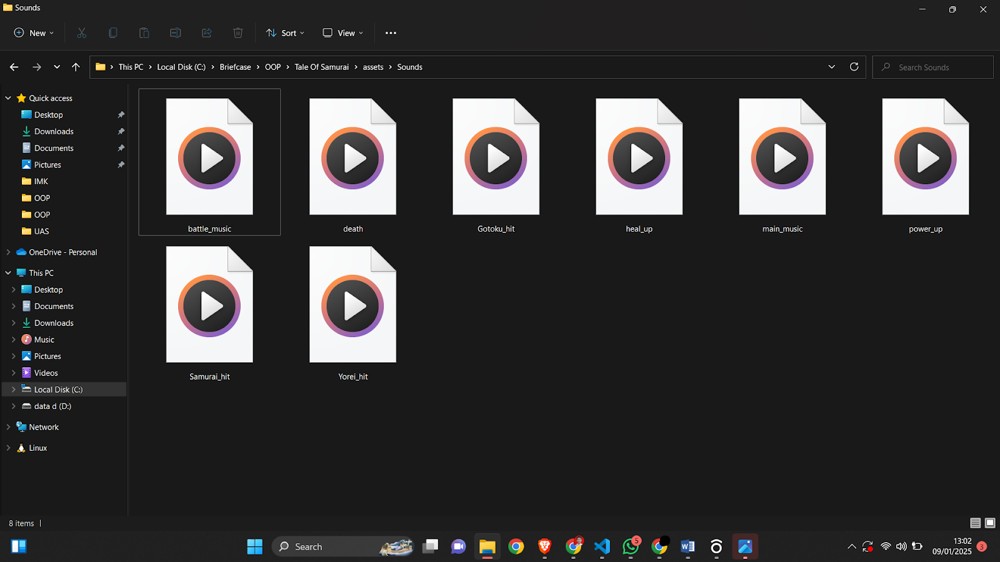 Sounds
New
Sort
View
This PC > Local Disk (C:) > Briefcase > OOP > Tale Of Samurai > assets > Sounds
Search Sounds
Quick access
Desktop
Downloads
Documents
Pictures
IMK
OOP
OOP
UAS
OneDrive - Personal
This PC
Desktop
Documents
Downloads
Music
Pictures
Videos
Local Disk (C:)
data d (D:)
Network
Linux
battle_music
death
Gotoku_hit
heal_up
main_music
power_up
Samurai_hit
Yorei_hit
8 items
Search
5
13:02
09/01/2025
3